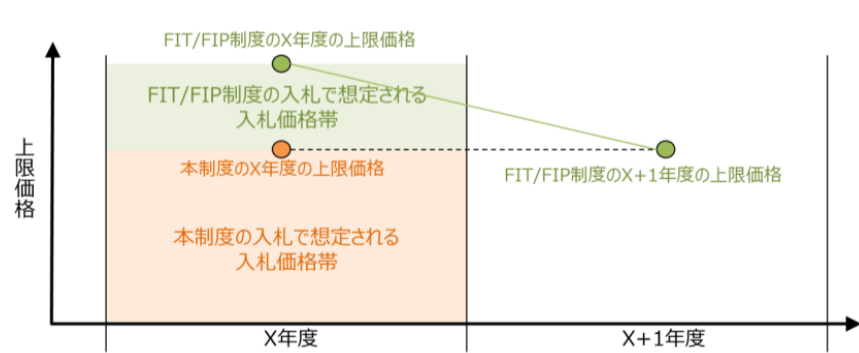 FIT/FIP制度のX年度の上限価格
FIT/FIP制度の入札で想定される
入札価格帯
上限価格
本制度のX年度の上限価格
FIT/FIP制度のX+1年度の上限価格
本制度の入札で想定される
入札価格帯
X年度
X+1年度